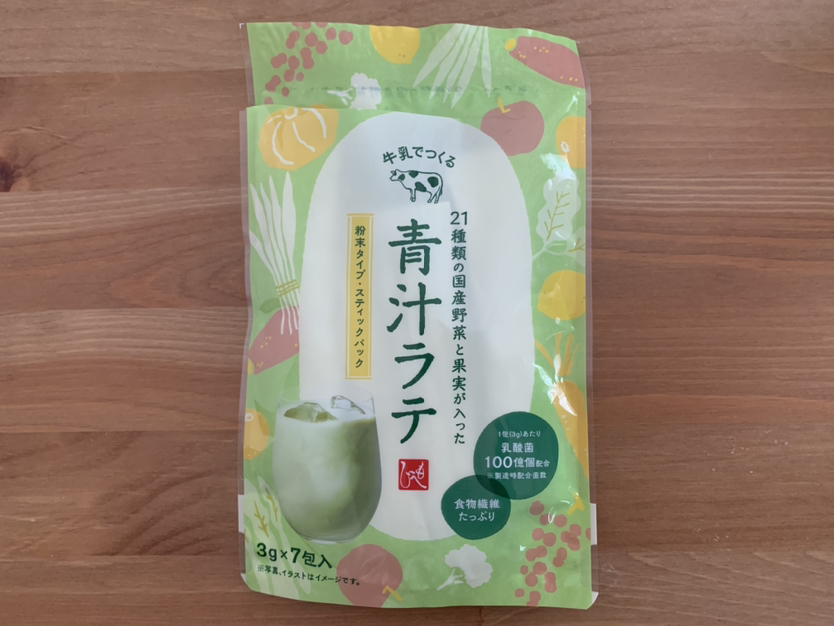 牛乳でつくる
21種類の国産野菜と果実が入った
青汁ラテ
粉末タイプ・スティックパック
もへじ
1包(3g)あたり
乳酸菌
100億個配合
※製造時配合菌数
食物繊維
たっぷり
3g×7包入
※写真、イラストはイメージです。